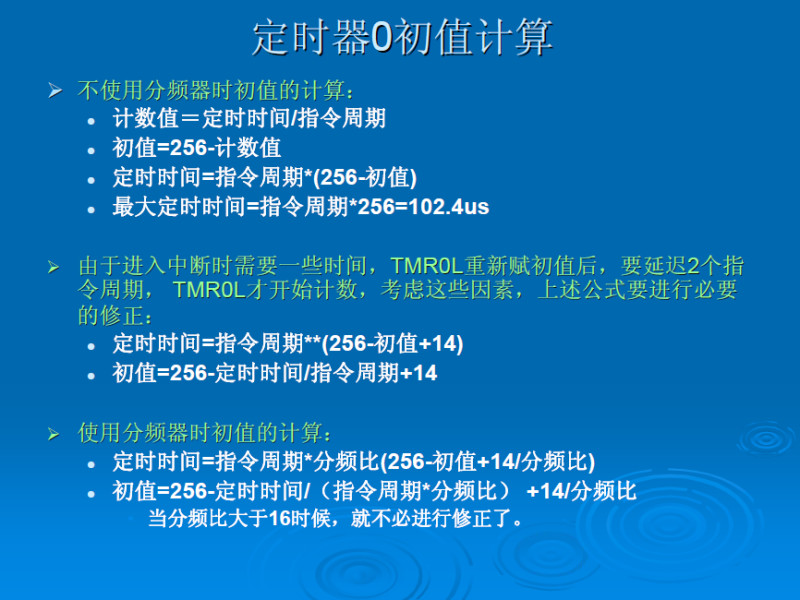 定时器0初值计算
不使用分频器时初值的计算：
计数值＝定时时间/指令周期
初值=256-计数值
定时时间=指令周期*(256-初值)
最大定时时间=指令周期*256=102.4us
由于进入中断时需要一些时间，TMR0L重新赋初值后，要延迟2个指
令周期， TMR0L才开始计数，考虑这些因素，上述公式要进行必要
的修正：
定时时间=指令周期**(256-初值+14)
初值=256-定时时间/指令周期+14
使用分频器时初值的计算：
定时时间=指令周期*分频比(256-初值+14/分频比)
初值=256-定时时间/（指令周期*分频比） +14/分频比
当分频比大于16时候，就不必进行修正了。